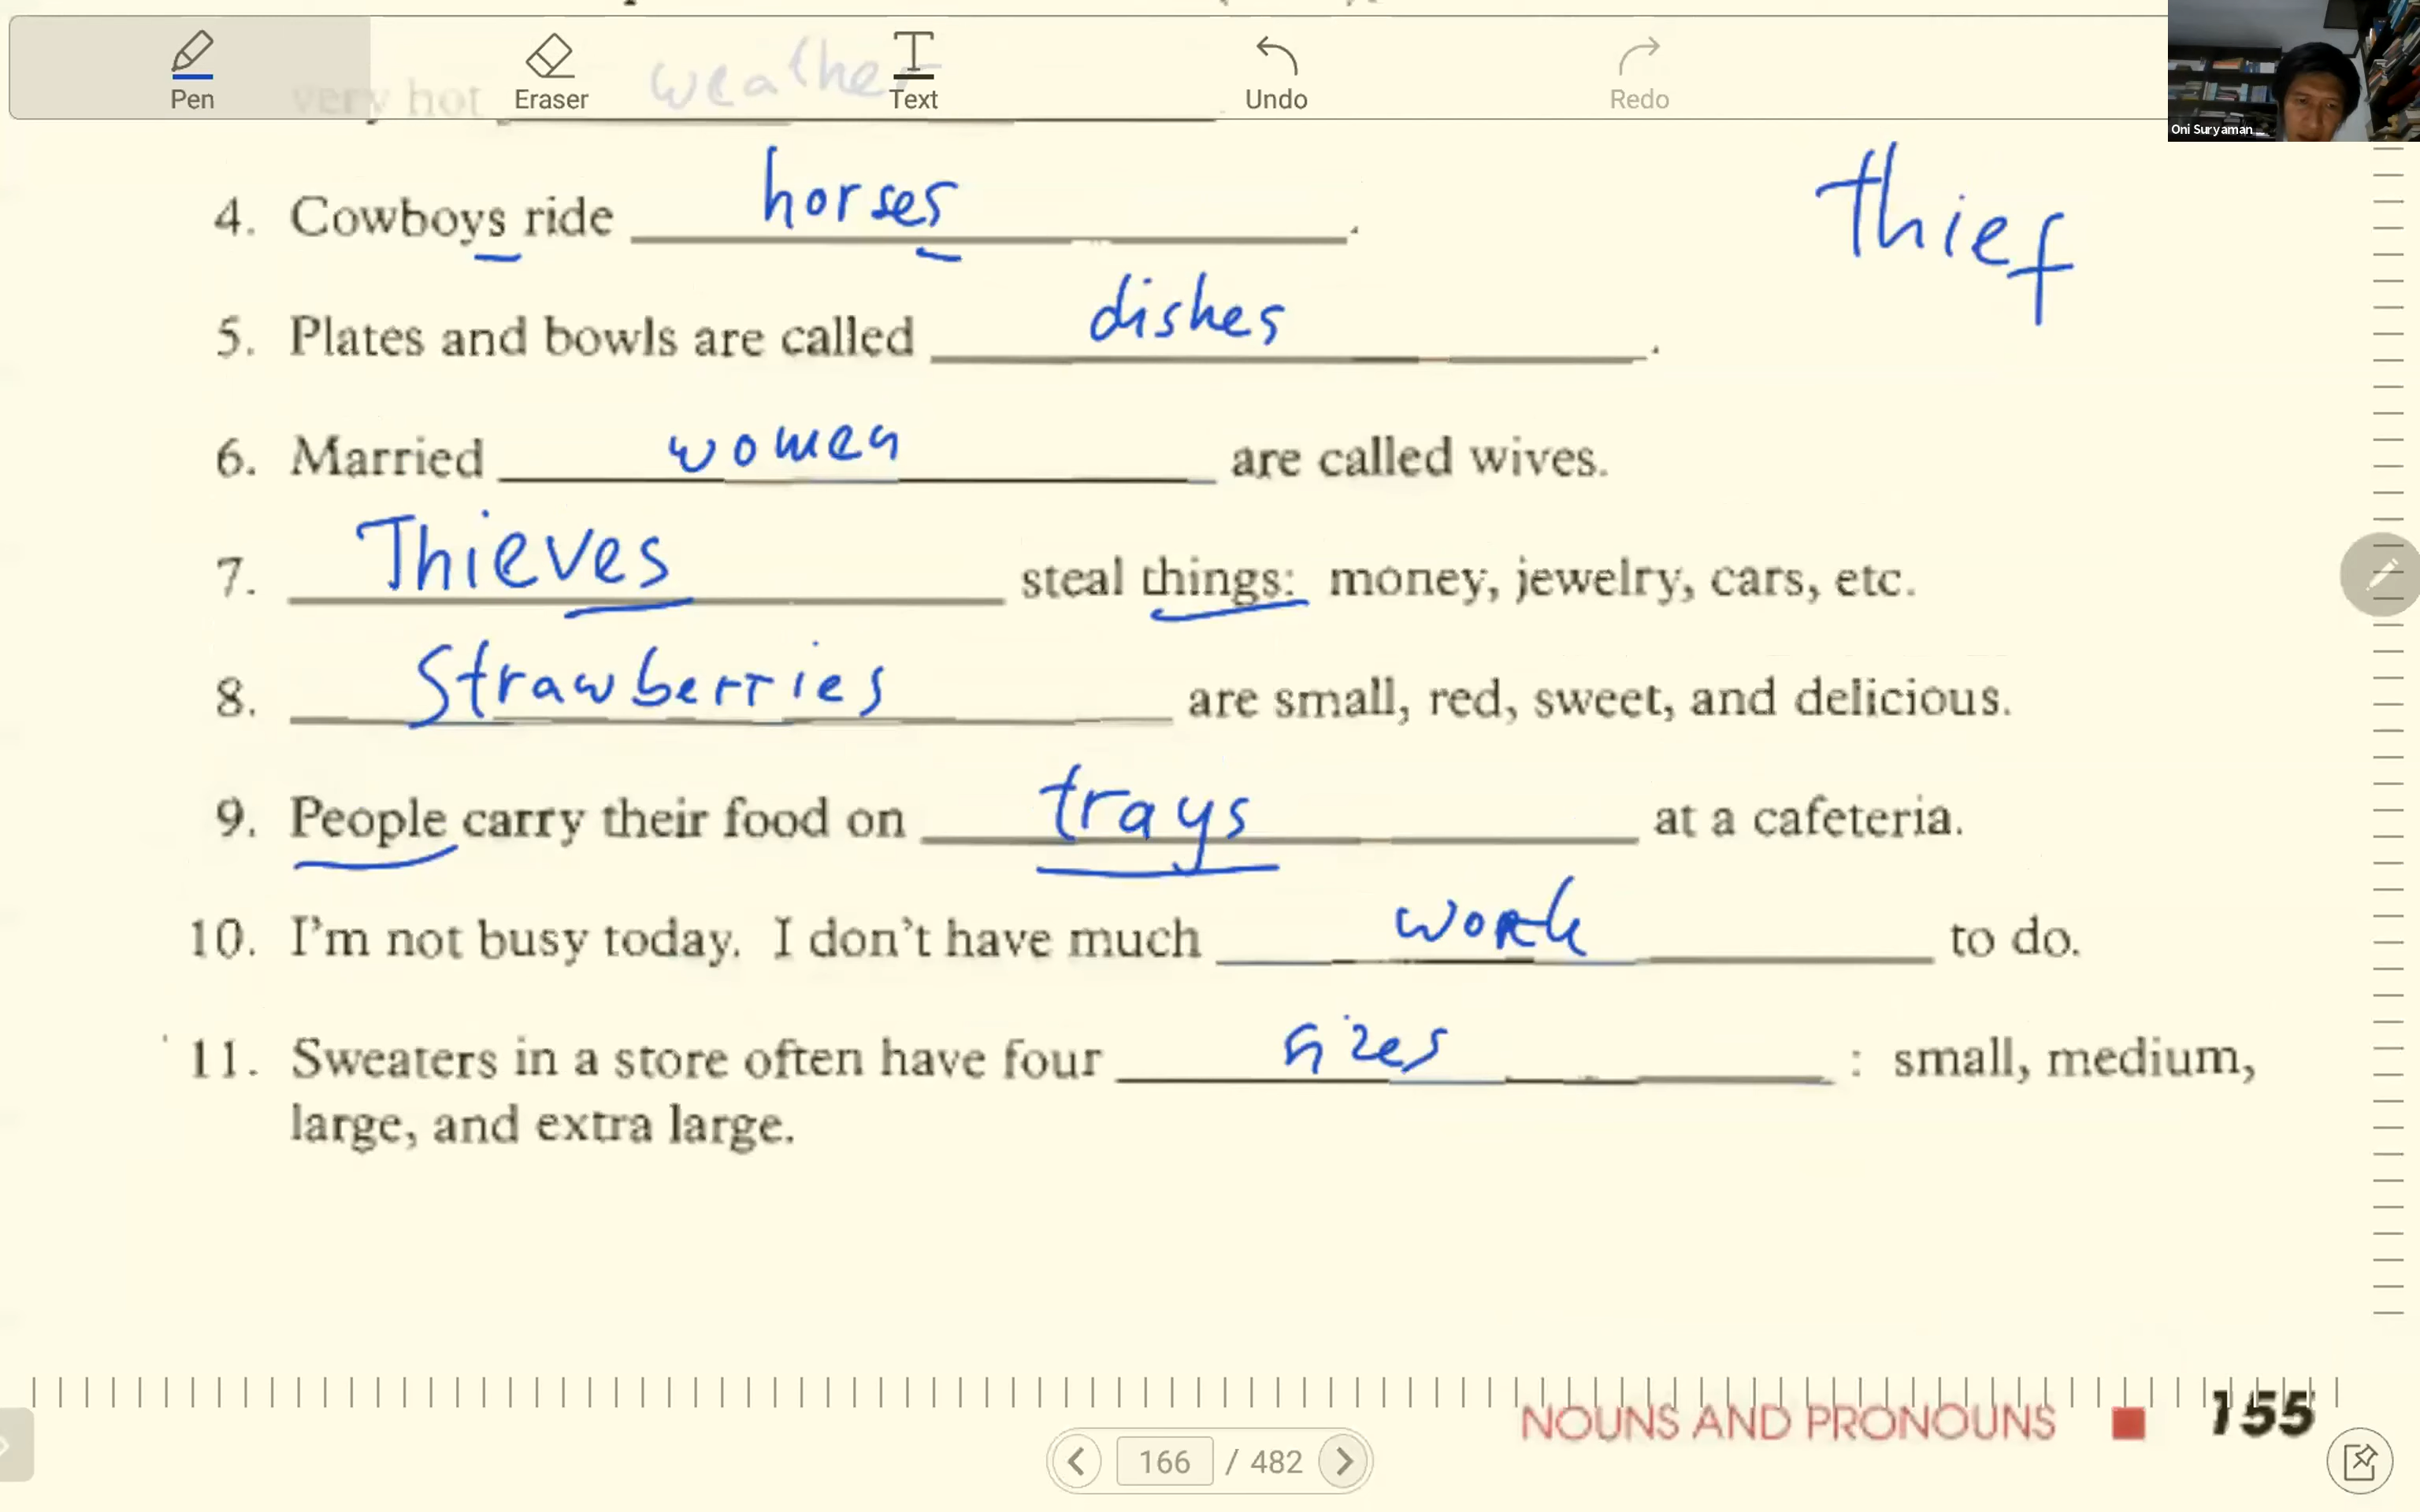 Pen
Eraser
Text
Undo
Redo
Oni Suryaman
very hot weather
4. Cowboys ride horses.
thief
5. Plates and bowls are called dishes.
6. Married women are called wives.
7. Thieves steal things: money, jewelry, cars, etc.
8. Strawberries are small, red, sweet, and delicious.
9. People carry their food on trays at a cafeteria.
10. I'm not busy today. I don't have much work to do.
11. Sweaters in a store often have four sizes: small, medium,
large, and extra large.
NOUNS AND PRONOUNS 155
166 / 482